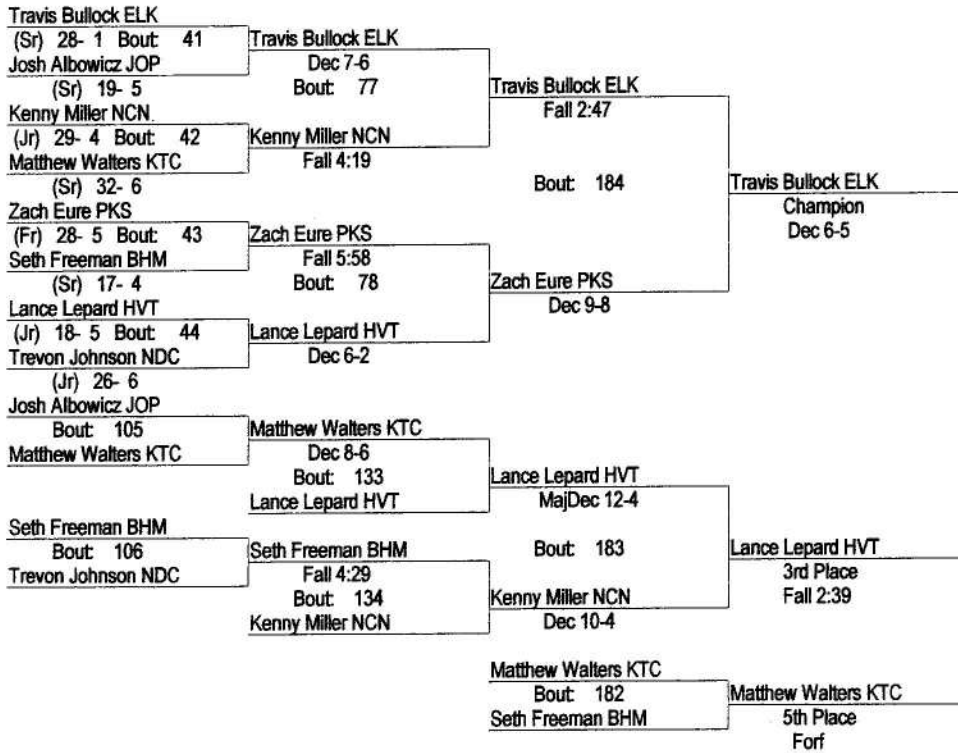 Travis Bullock ELK
(Sr) 28- 1 Bout: 41
Josh Albowicz JOP
(Sr) 19- 5
Kenny Miller NCN
(Jr) 29- 4 Bout: 42
Matthew Walters KTC
(Sr) 32- 6
Zach Eure PKS
(Fr) 28- 5 Bout: 43
Seth Freeman BHM
(Sr) 17- 4
Lance Lepard HVT
(Jr) 18- 5 Bout: 44
Trevon Johnson NDC
(Jr) 26- 6
Travis Bullock ELK
Dec 7-6
Bout: 77
Kenny Miller NCN
Fall 4:19
Zach Eure PKS
Fall 5:58
Bout: 78
Lance Lepard HVT
Dec 6-2
Travis Bullock ELK
Fall 2:47
Bout: 184
Zach Eure PKS
Dec 9-8
Travis Bullock ELK
Champion
Dec 6-5
Josh Albowicz JOP
Bout: 105
Matthew Walters KTC
Seth Freeman BHM
Bout: 106
Trevon Johnson NDC
Matthew Walters KTC
Dec 8-6
Bout: 133
Lance Lepard HVT
Seth Freeman BHM
Fall 4:29
Bout: 134
Kenny Miller NCN
Lance Lepard HVT
MajDec 12-4
Bout: 183
Kenny Miller NCN
Dec 10-4
Lance Lepard HVT
3rd Place
Fall 2:39
Matthew Walters KTC
Bout: 182
Seth Freeman BHM
Matthew Walters KTC
5th Place
Forf